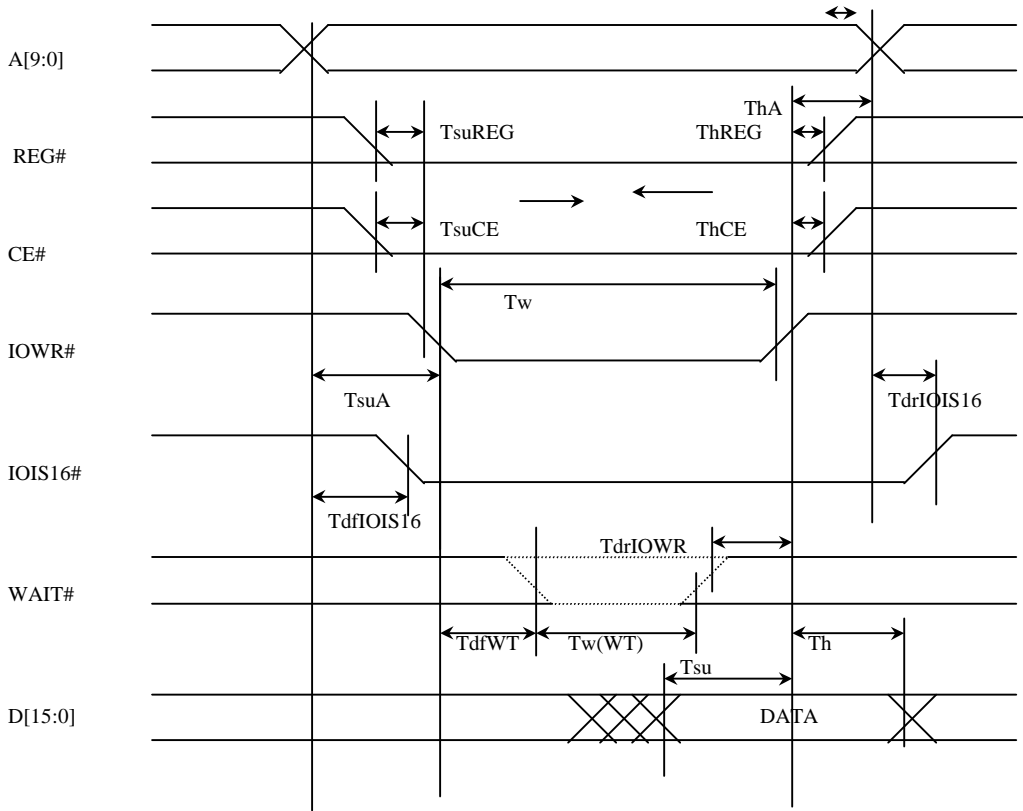 A[9:0]
ThA
TsuREG
ThREG
REG#
TsuCE
ThCE
CE#
Tw
IOWR#
TsuA
TdrIOIS16
IOIS16#
TdfIOIS16
TdrIOWR
WAIT#
TdfWT
Tw(WT)
Th
Tsu
D[15:0]
DATA